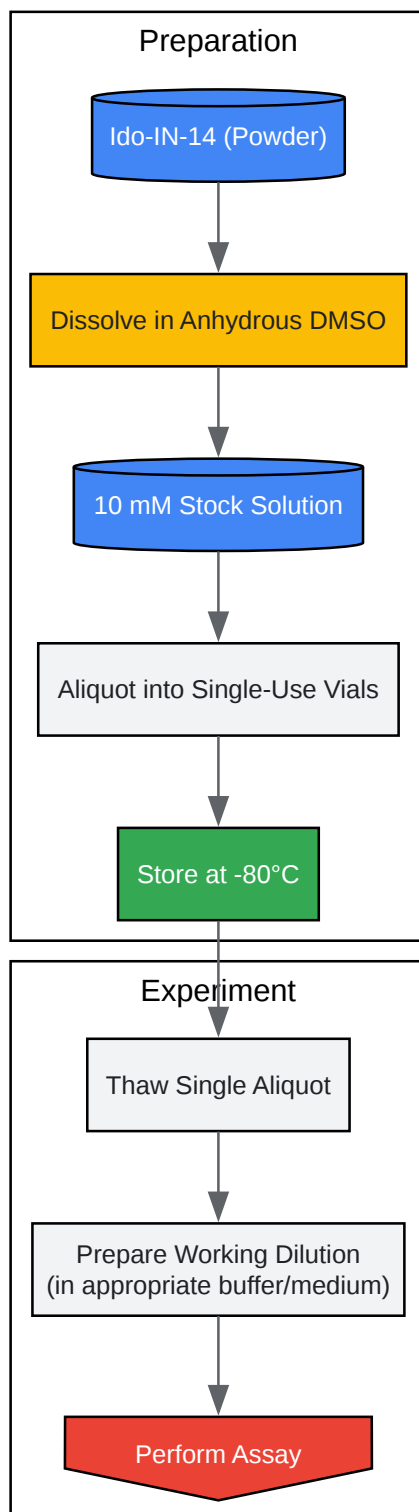 Preparation
Ido-IN-14 (Powder)
Dissolve in Anhydrous DMSO
10 mM Stock Solution
Aliquot into Single-Use Vials
Store at -80°C
Experiment
Thaw Single Aliquot
Prepare Working Dilution
(in appropriate buffer/medium)
Perform Assay